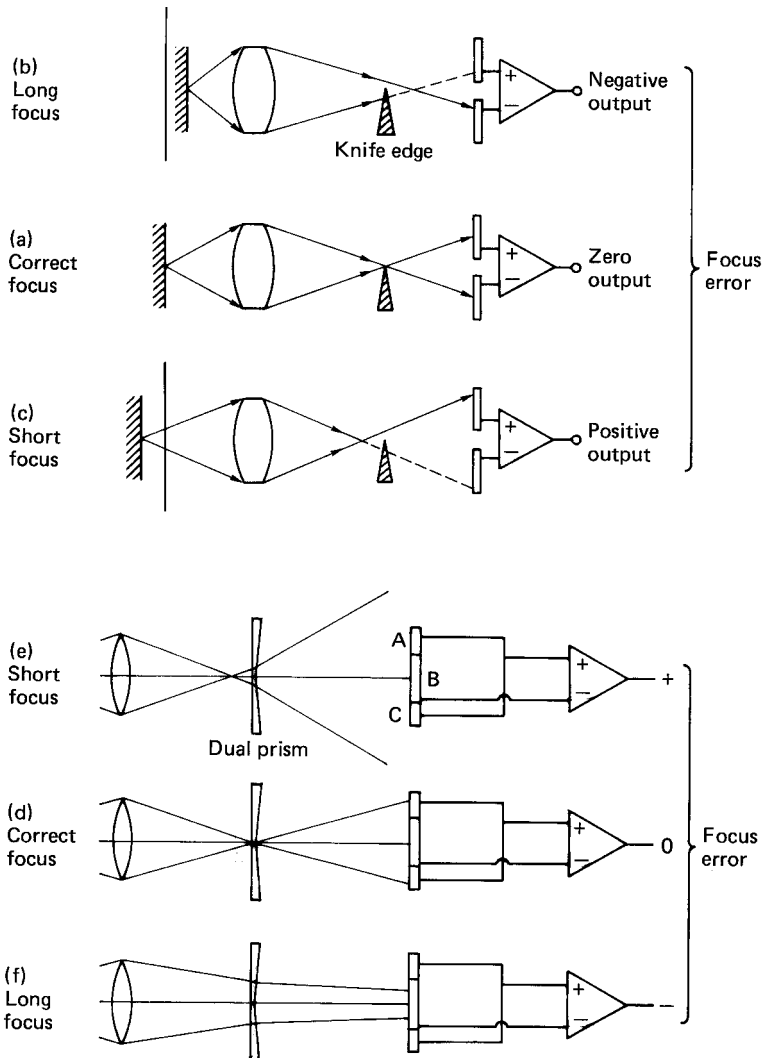 (b)
Long
focus
Knife edge
+
−
Negative
output
(a)
Correct
focus
+
−
Zero
output
Focus
error
(c)
Short
focus
+
−
Positive
output
(e)
Short
focus
Dual prism
A
B
C
+
−
+
(d)
Correct
focus
+
−
0
Focus
error
(f)
Long
focus
+
−
−